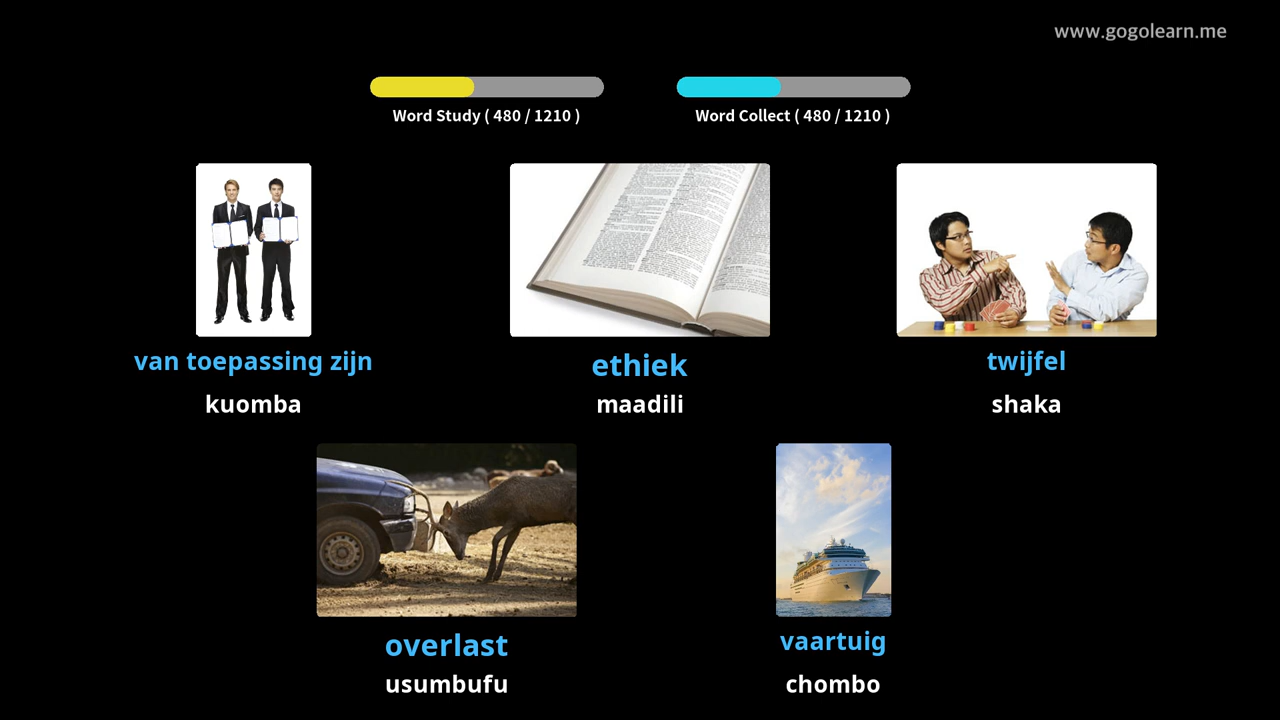 www.gogolearn.me
Word Study ( 480 / 1210 )
Word Collect ( 480 / 1210 )
van toepassing zijn
kuomba
ethiek
maadili
twijfel
shaka
overlast
usumbufu
vaartuig
chombo